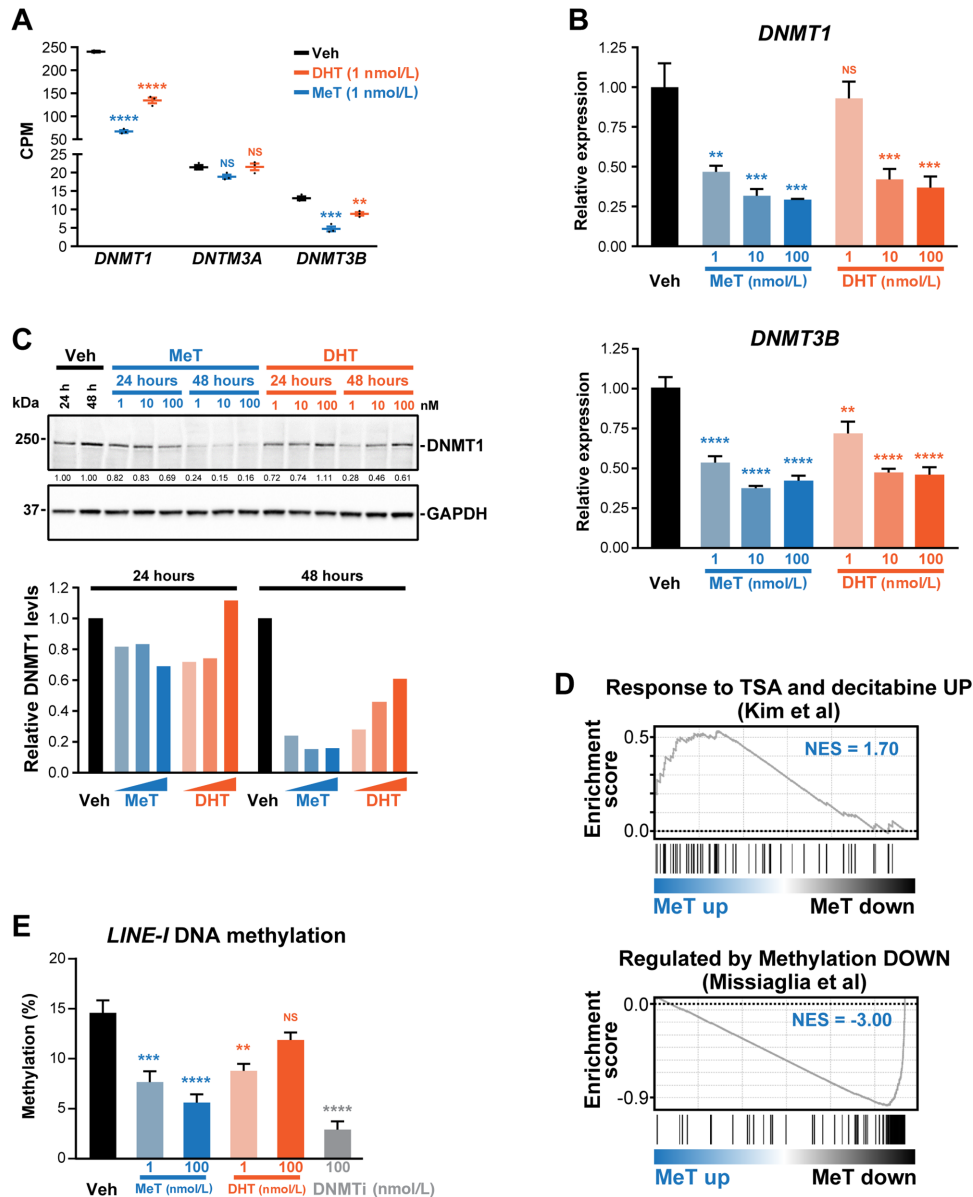 A
250
200
150
100
50
25
20
15
10
5
0
CPM
Veh
DHT (1 nmol/L)
MeT (1 nmol/L)
****
****
NS
NS
***
**
DNMT1
DNTM3A
DNMT3B
B
DNMT1
Relative expression
1.25
1.00
0.75
0.50
0.25
0.00
**
***
***
NS
***
***
1 10 100 1 10 100
Veh MeT (nmol/L) DHT (nmol/L)
DNMT3B
Relative expression
1.25
1.00
0.75
0.50
0.25
0.00
****
****
****
**
****
****
1 10 100 1 10 100
Veh MeT (nmol/L) DHT (nmol/L)
C
Veh MeT DHT
24 h 48 h 24 hours 48 hours 24 hours 48 hours
kDa 1 10 100 1 10 100 1 10 100 1 10 100 nM
250- -DNMT1
1.00 1.00 0.82 0.83 0.69 0.24 0.15 0.16 0.72 0.74 1.11 0.28 0.46 0.61
37- -GAPDH
24 hours 48 hours
Relative DNMT1 levls
1.2
1.0
0.8
0.6
0.4
0.2
0.0
Veh MeT DHT Veh MeT DHT
D
Response to TSA and decitabine UP
(Kim et al)
Enrichment
score
0.5
0.0
NES = 1.70
MeT up MeT down
Regulated by Methylation DOWN
(Missiaglia et al)
Enrichment
score
0.0
-0.9
NES = -3.00
MeT up MeT down
E
LINE-I DNA methylation
Methylation (%)
20
15
10
5
0
***
****
**
NS
****
1 100 1 100 100
Veh MeT (nmol/L) DHT (nmol/L) DNMTi (nmol/L)